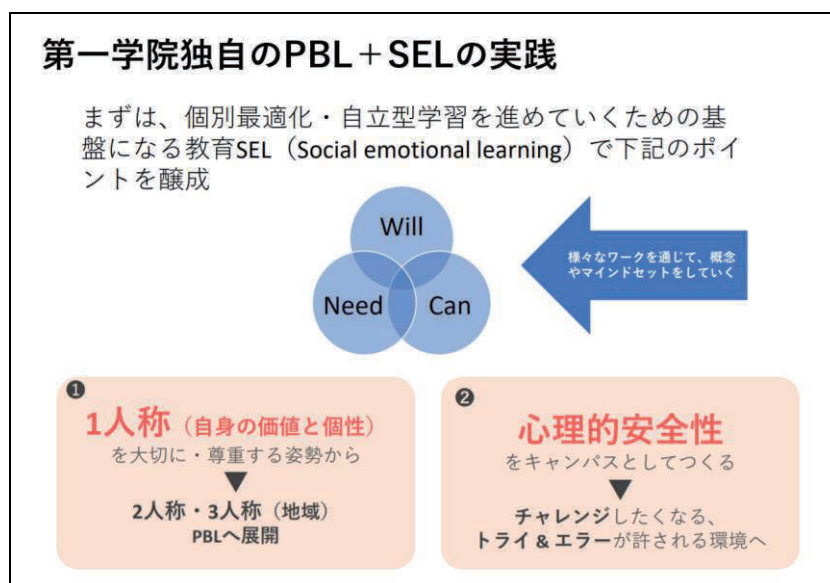 第一学院独自のPBL＋SELの実践
まずは、個別最適化・自立型学習を進めていくための基
盤になる教育SEL（Social emotional learning）で下記のポイ
ントを醸成
Will
Need
Can
様々なワークを通じて、概念
やマインドセットをしていく
❶
1人称（自身の価値と個性）
を大切に・尊重する姿勢から
2人称・3人称（地域）
PBLへ展開
❷
心理的安全性
をキャンパスとしてつくる
チャレンジしたくなる、
トライ & エラーが許される環境へ